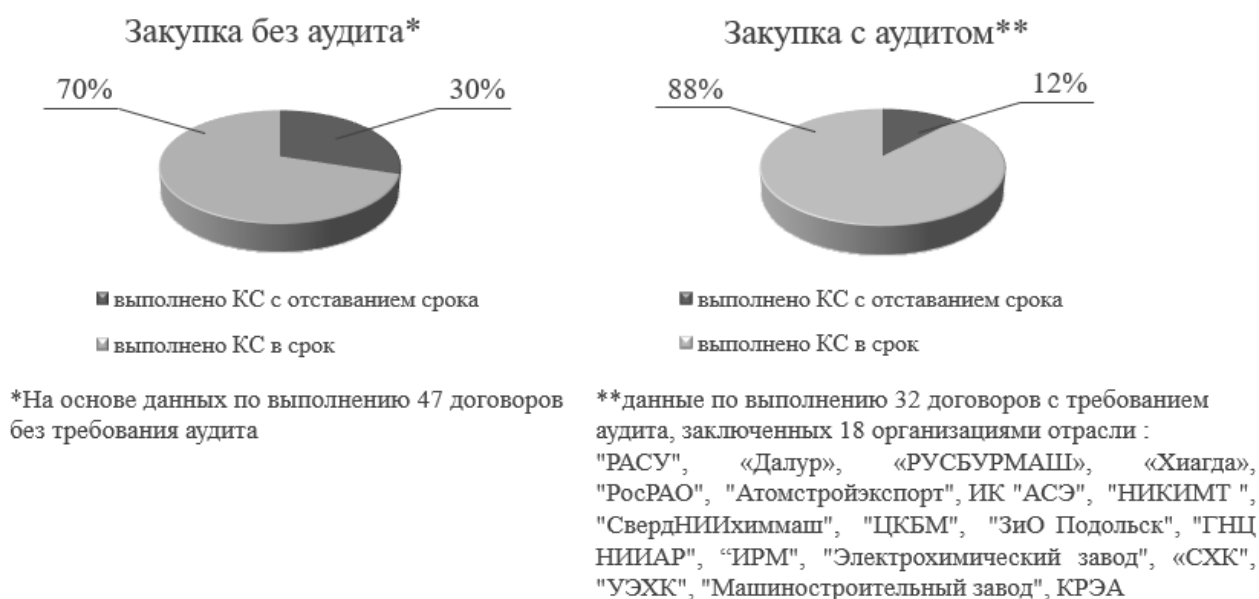 Закупка без аудита*
70%
30%
выполнено КС с отставанием срока
выполнено КС в срок
*На основе данных по выполнению 47 договоров
без требования аудита
Закупка с аудитом**
88%
12%
выполнено КС с отставанием срока
выполнено КС в срок
**данные по выполнению 32 договоров с требованием
аудита, заключенных 18 организациями отрасли :
"РАСУ", «Далур», «РУСБУРМАШ», «Хиагда»,
"РосРАО", "Атомстройэкспорт", ИК "АСЭ", "НИКИМТ ",
"СвердНИИхиммаш", "ЦКБМ", "ЗиО Подольск", "ГНЦ
НИИАР", “ИРМ", "Электрохимический завод", «СХК",
"УЭХК", "Машиностроительный завод", КРЭА